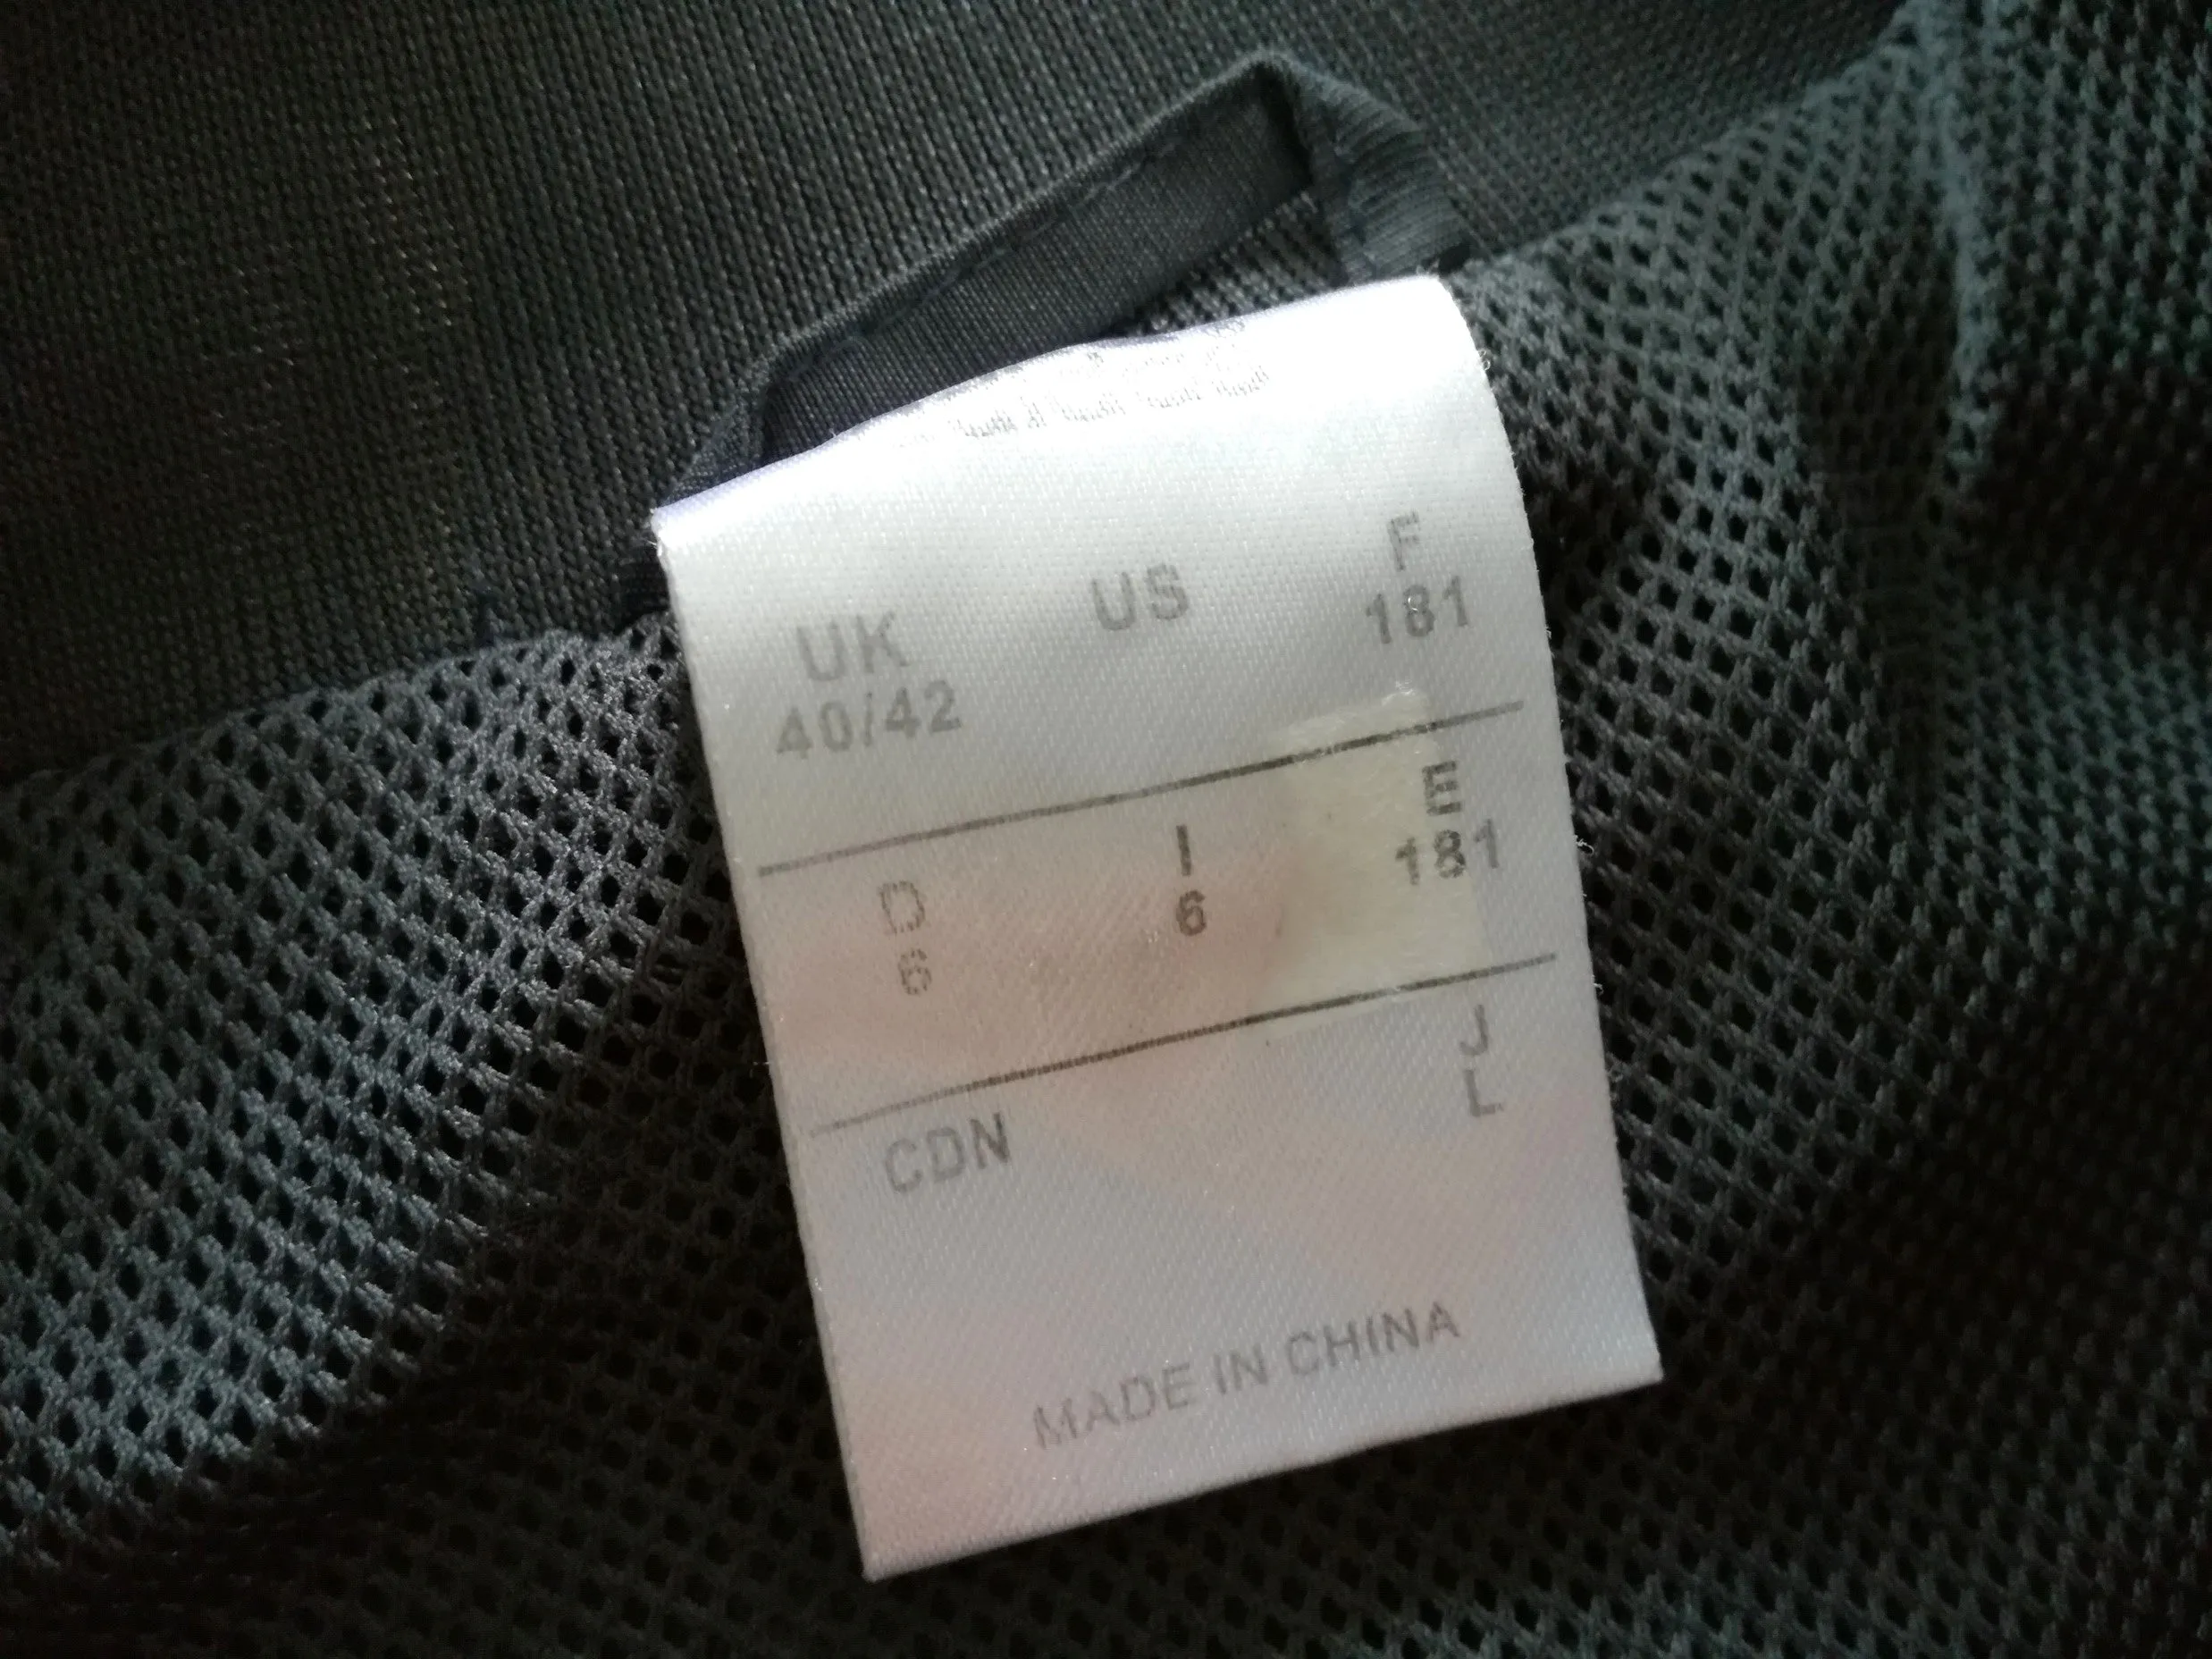 UK US F
40/42 181
D I E
6 6 181
CDN J
L
MADE IN CHINA